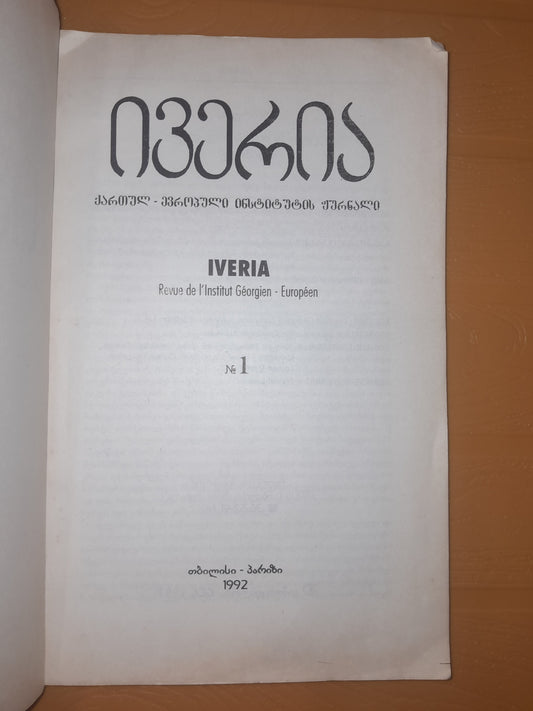 ივერია
ქართულ - ევროპული ინსტიტუტის ჟურნალი
IVERIA
Revue de l'Institut Géorgien - Européen
№ 1
თბილისი - პარიზი
1992